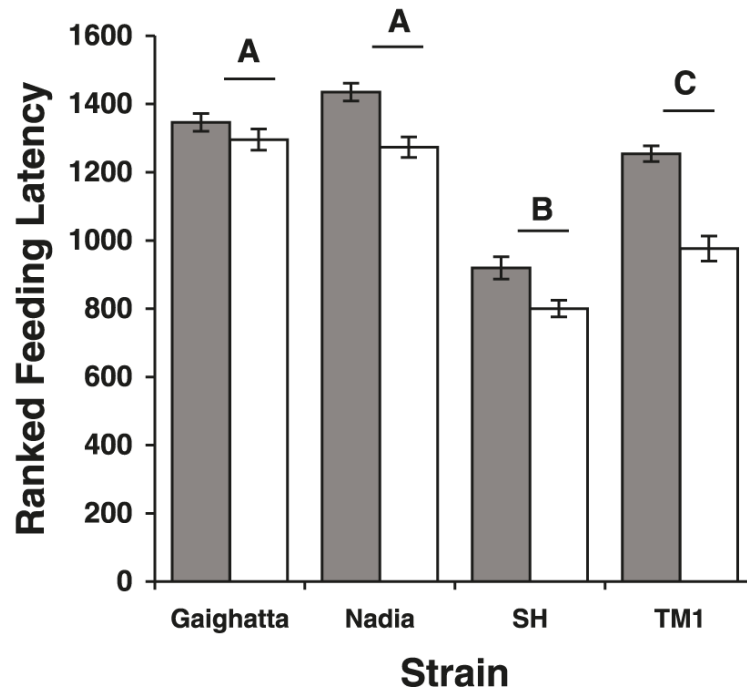 Ranked Feeding Latency
1600
1400
1200
1000
800
600
400
200
0
A
A
B
C
Gaighatta
Nadia
SH
TM1
Strain